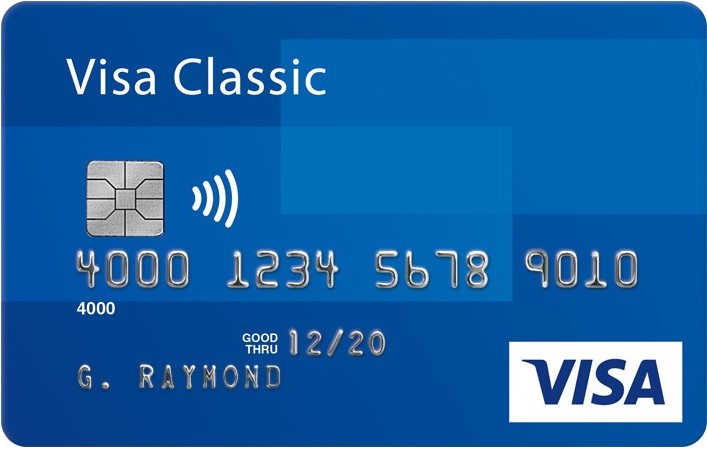 Visa Classic
4000 1234 5678 9010
4000
GOOD THRU 12/20
G. RAYMOND
VISA